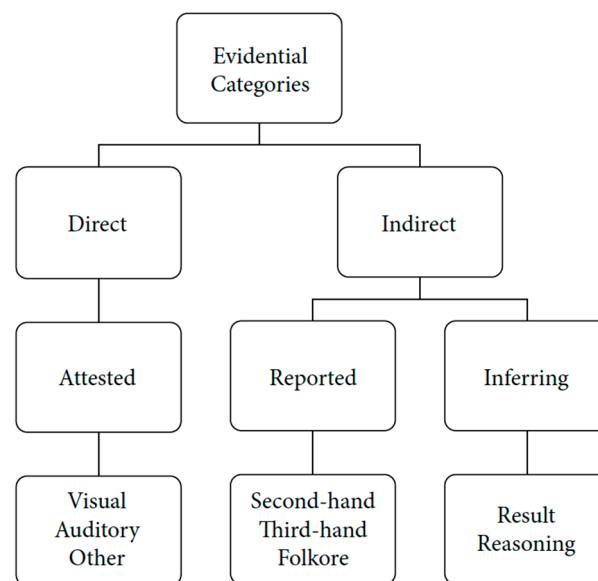 Evidential
Categories
Direct
Indirect
Attested
Reported
Inferring
Visual
Auditory
Other
Second-hand
Third-hand
Folkore
Result
Reasoning